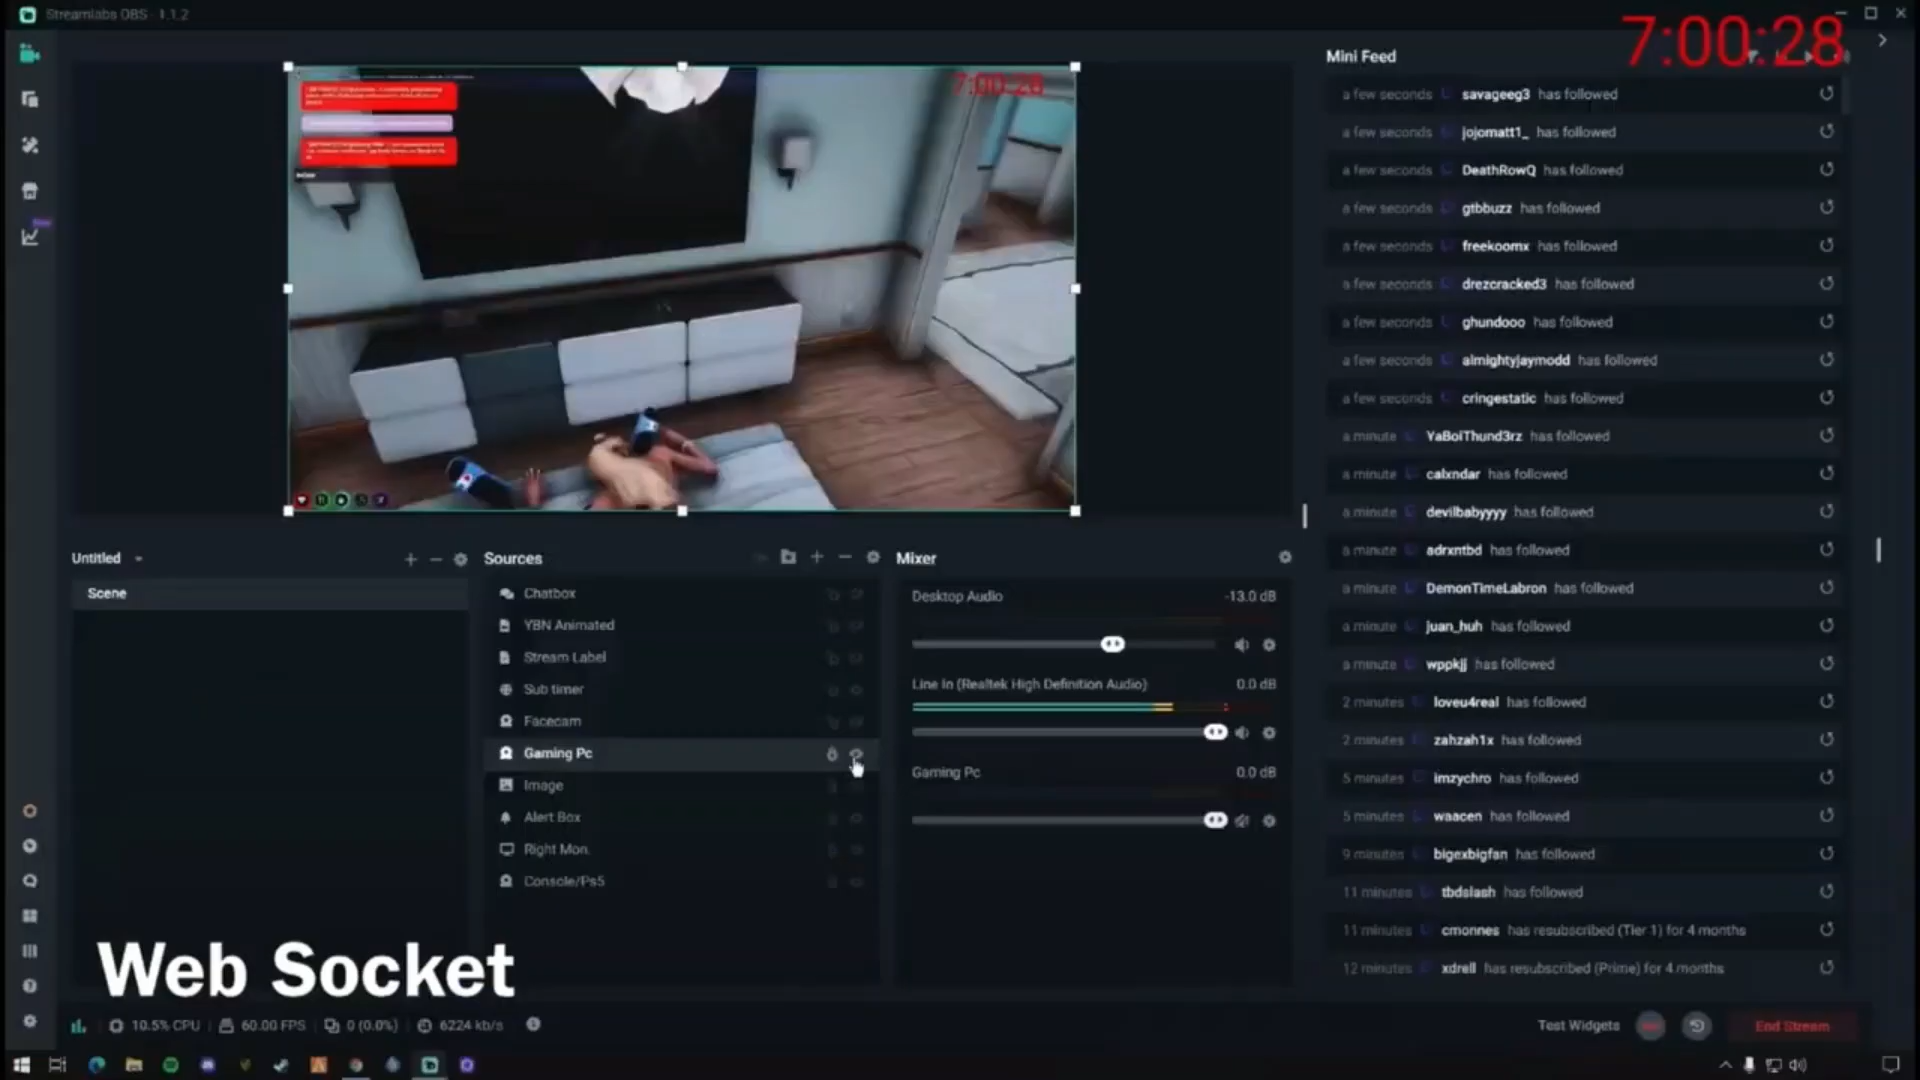 Streamlabs OBS - 1.1.2
7:00:28
Mini Feed
7:00:28
a few seconds savageeg3 has followed
a few seconds jojomatt1_ has followed
a few seconds DeathRowQ has followed
a few seconds gtbbuzz has followed
a few seconds freekoomx has followed
a few seconds drezcracked3 has followed
a few seconds ghundooo has followed
a few seconds almightyjaymodd has followed
a few seconds cringestatic has followed
a minute YaBoiThund3rz has followed
a minute calxndar has followed
a minute devilbabyyyy has followed
a minute adrxntbd has followed
a minute DemonTimeLabron has followed
a minute juan_huh has followed
a minute wppkjj has followed
2 minutes loveu4real has followed
2 minutes zahzah1x has followed
5 minutes imzychro has followed
5 minutes waacen has followed
9 minutes bigexbigfan has followed
11 minutes tbdslash has followed
11 minutes cmonnes has resubscribed (Tier 1) for 4 months
12 minutes xdrell has resubscribed (Prime) for 4 months
Untitled
Scene
Sources
Chatbox
YBN Animated
Stream Label
Sub timer
Facecam
Gaming Pc
Image
Alert Box
Right Mon.
Console/Ps5
Mixer
Desktop Audio -13.0 dB
Line In (Realtek High Definition Audio) 0.0 dB
Gaming Pc 0.0 dB
Web Socket
10.5% CPU 60.00 FPS 0 (0.0%) 6224 kb/s
Test Widgets
End Stream